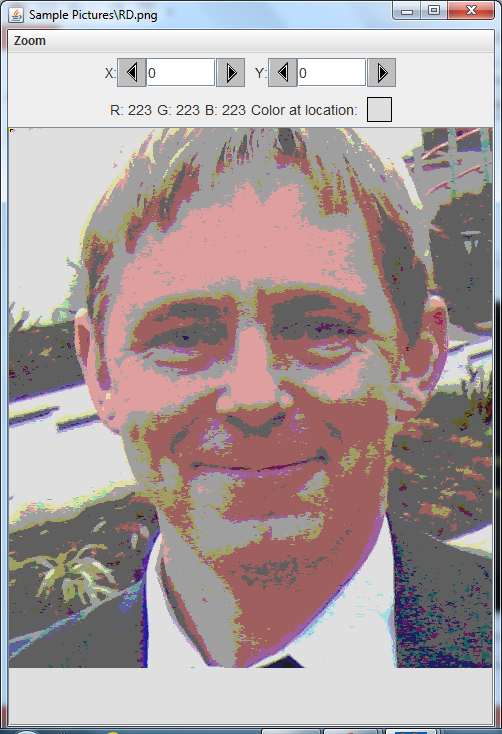 Sample Pictures\RD.png
Zoom
X: 0 Y: 0
R: 223 G: 223 B: 223 Color at location: